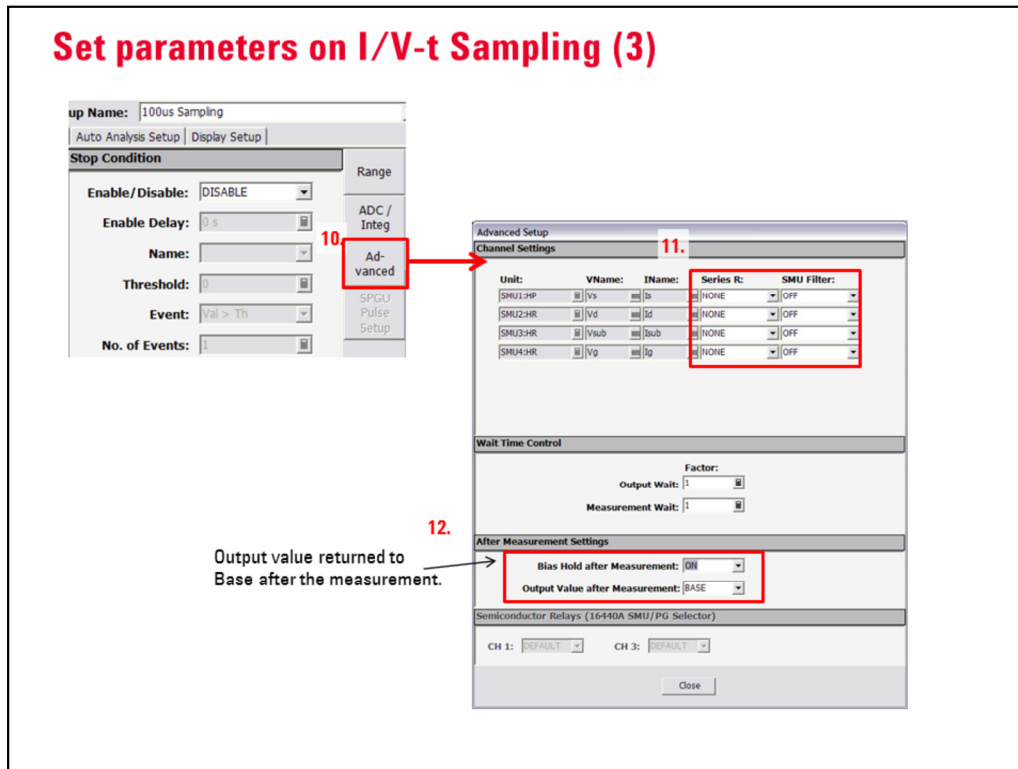 Set parameters on I/V-t Sampling (3)
up Name: 100us Sampling
Auto Analysis Setup Display Setup
Stop Condition
Range
Enable/Disable: DISABLE
ADC /
Integ
Enable Delay: 0 s
10.
Name:
Ad-
vanced
Threshold: 0
SPGU
Pulse
Setup
Event: Val > Th
No. of Events: 1
Advanced Setup
Channel Settings
11.
Unit: VName: IName: Series R: SMU Filter:
SMU1:HP Vs Is NONE OFF
SMU2:HR Vd Id NONE OFF
SMU3:HR Vsub Isub NONE OFF
SMU4:HR Vg Ig NONE OFF
Wait Time Control
Factor:
Output Wait: 1
Measurement Wait: 1
12.
After Measurement Settings
Output value returned to
Base after the measurement.
Bias Hold after Measurement: ON
Output Value after Measurement: BASE
Semiconductor Relays (16440A SMU/PG Selector)
CH 1: DEFAULT CH 3: DEFAULT
Close